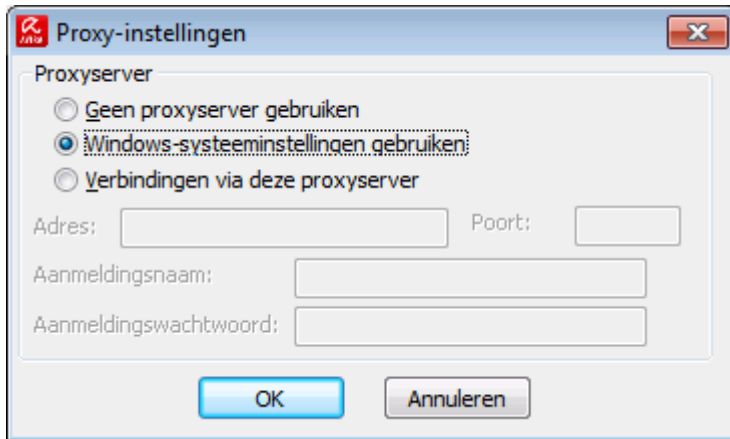 Proxy-instellingen
Proxyserver
Geen proxyserver gebruiken
Windows-systeeminstellingen gebruiken
Verbindingen via deze proxyserver
Adres: Poort:
Aanmeldingsnaam:
Aanmeldingswachtwoord:
OK Annuleren